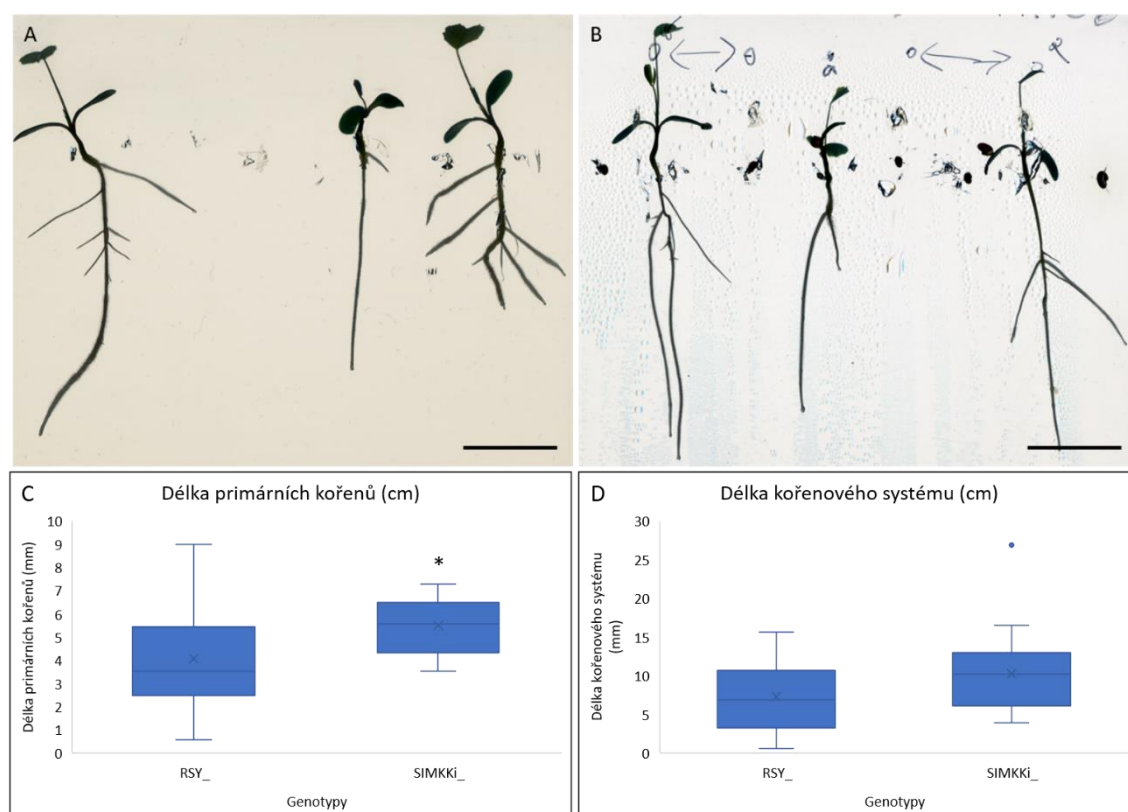 A
B
C
Délka primárních kořenů (cm)
Délka primárních kořenů (mm)
10
9
8
7
6
5
4
3
2
1
0
*
RSY_
SIMKKi_
Genotypy
D
Délka kořenového systému (cm)
Délka kořenového systému
(mm)
30
25
20
15
10
5
0
RSY_
SIMKKi_
Genotypy